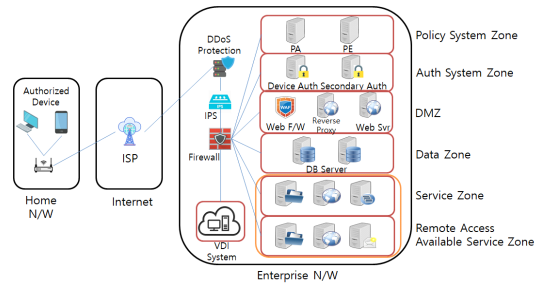 Authorized
Device
Home
N/W
ISP
Internet
DDoS
Protection
IPS
IPS
Firewall
VDI
System
PA
PE
Device Auth
Secondary Auth
WAF
Web F/W
Reverse
Proxy
Web Svr
DB Server
Policy System Zone
Auth System Zone
DMZ
Data Zone
Service Zone
Remote Access
Available Service Zone
Enterprise N/W